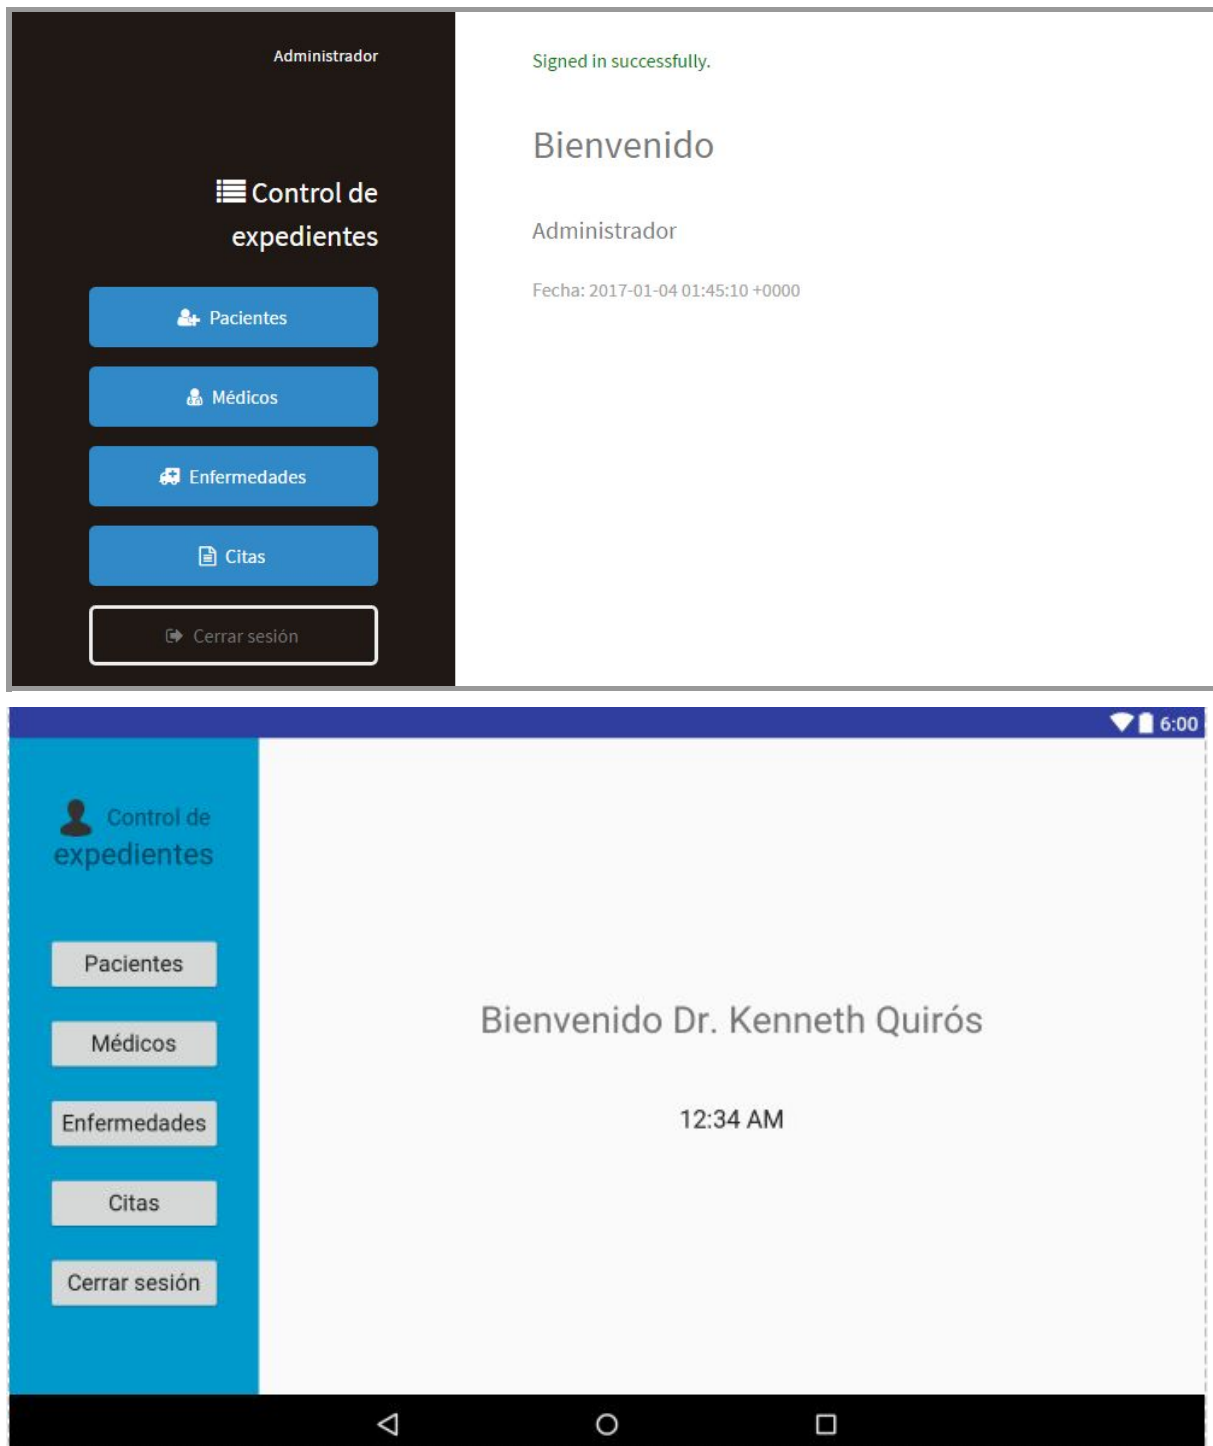 Administrador
Control de
expedientes
Pacientes
Médicos
Enfermedades
Citas
Cerrar sesión
Signed in successfully.
Bienvenido
Administrador
Fecha: 2017-01-04 01:45:10 +0000
6:00
Control de
expedientes
Pacientes
Médicos
Enfermedades
Citas
Cerrar sesión
Bienvenido Dr. Kenneth Quirós
12:34 AM